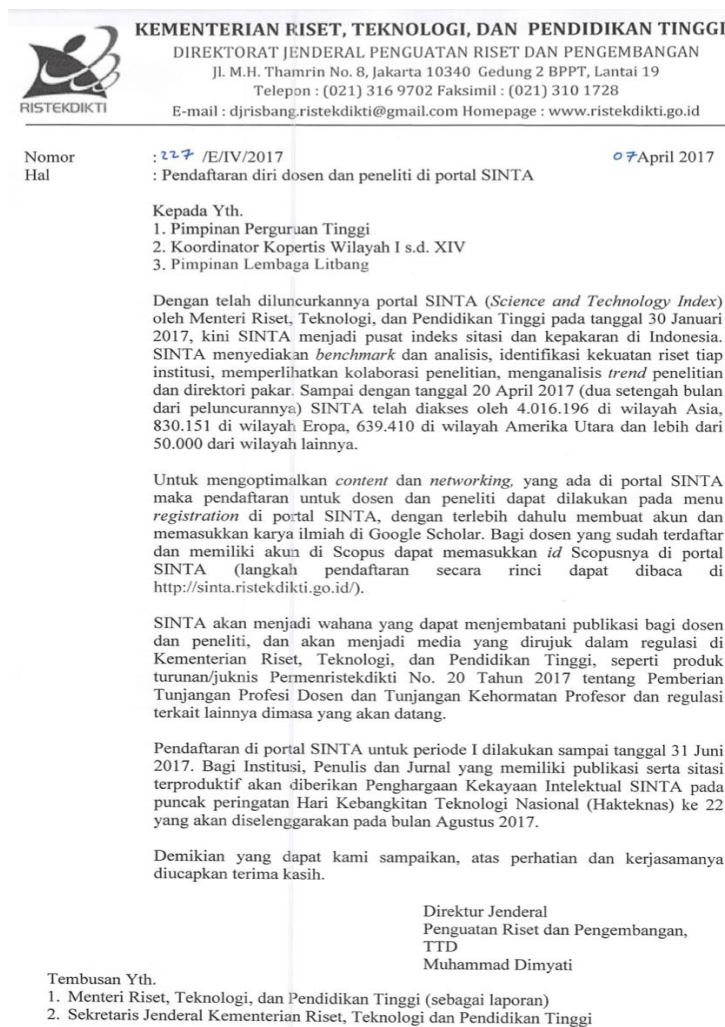 KEMENTERIAN RISET, TEKNOLOGI, DAN PENDIDIKAN TINGGI
DIREKTORAT JENDERAL PENGUATAN RISET DAN PENGEMBANGAN
Jl. M.H. Thamrin No. 8, Jakarta 10340 Gedung 2 BPPT, Lantai 19
Telepon : (021) 316 9702 Faksimil : (021) 310 1728
RISTEKDIKTI
E-mail : djrisbang.ristekdikti@gmail.com Homepage : www.ristekdikti.go.id
Nomor : 227 /E/IV/2017 07 April 2017
Hal : Pendaftaran diri dosen dan peneliti di portal SINTA
Kepada Yth.
1. Pimpinan Perguruan Tinggi
2. Koordinator Kopertis Wilayah I s.d. XIV
3. Pimpinan Lembaga Litbang
Dengan telah diluncurkannya portal SINTA (Science and Technology Index)
oleh Menteri Riset, Teknologi, dan Pendidikan Tinggi pada tanggal 30 Januari
2017, kini SINTA menjadi pusat indeks sitasi dan kepakaran di Indonesia.
SINTA menyediakan benchmark dan analisis, identifikasi kekuatan riset tiap
institusi, memperlihatkan kolaborasi penelitian, menganalisis trend penelitian
dan direktori pakar. Sampai dengan tanggal 20 April 2017 (dua setengah bulan
dari peluncurannya) SINTA telah diakses oleh 4.016.196 di wilayah Asia,
830.151 di wilayah Eropa, 639.410 di wilayah Amerika Utara dan lebih dari
50.000 dari wilayah lainnya.
Untuk mengoptimalkan content dan networking, yang ada di portal SINTA
maka pendaftaran untuk dosen dan peneliti dapat dilakukan pada menu
registration di portal SINTA, dengan terlebih dahulu membuat akun dan
memasukkan karya ilmiah di Google Scholar. Bagi dosen yang sudah terdaftar
dan memiliki akun di Scopus dapat memasukkan id Scopusnya di portal
SINTA (langkah pendaftaran secara rinci dapat dibaca di
http://sinta.ristekdikti.go.id/).
SINTA akan menjadi wahana yang dapat menjembatani publikasi bagi dosen
dan peneliti, dan akan menjadi media yang dirujuk dalam regulasi di
Kementerian Riset, Teknologi, dan Pendidikan Tinggi, seperti produk
turunan/juknis Permenristekdikti No. 20 Tahun 2017 tentang Pemberian
Tunjangan Profesi Dosen dan Tunjangan Kehormatan Profesor dan regulasi
terkait lainnya dimasa yang akan datang.
Pendaftaran di portal SINTA untuk periode I dilakukan sampai tanggal 31 Juni
2017. Bagi Institusi, Penulis dan Jurnal yang memiliki publikasi serta sitasi
terproduktif akan diberikan Penghargaan Kekayaan Intelektual SINTA pada
puncak peringatan Hari Kebangkitan Teknologi Nasional (Hakteknas) ke 22
yang akan diselenggarakan pada bulan Agustus 2017.
Demikian yang dapat kami sampaikan, atas perhatian dan kerjasamanya
diucapkan terima kasih.
Direktur Jenderal
Penguatan Riset dan Pengembangan,
TTD
Muhammad Dimyati
Tembusan Yth.
1. Menteri Riset, Teknologi, dan Pendidikan Tinggi (sebagai laporan)
2. Sekretaris Jenderal Kementerian Riset, Teknologi dan Pendidikan Tinggi